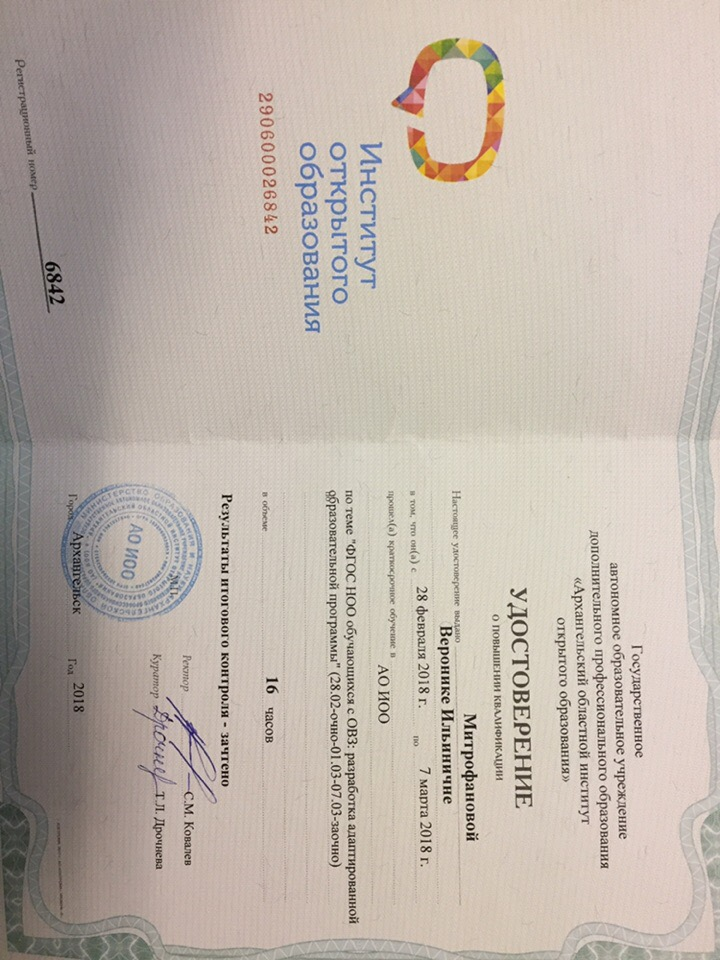 Институт
открытого
образования
290600026842
Регистрационный номер 6842
Государственное
автономное образовательное учреждение
дополнительного профессионального образования
«Архангельский областной институт
открытого образования»
УДОСТОВЕРЕНИЕ
О ПОВЫШЕНИИ КВАЛИФИКАЦИИ
Настоящее удостоверение выдано Митрофановой
Веронике Ильиничне
в том, что он(а) с 28 февраля 2018 г. по 7 марта 2018 г.
прошел(а) краткосрочное обучение в АО ИОО
по теме "ФГОС НОО обучающихся с ОВЗ: разработка адаптированной
образовательной программы" (28.02-очно-01.03-07.03-заочно)
в объеме 16 часов
Результаты итогового контроля - зачтено
М.П.
Ректор С.М. Ковалев
Куратор Дрочнев Т.Л. Дрочнева
АО ИОО
Город Архангельск Год 2018